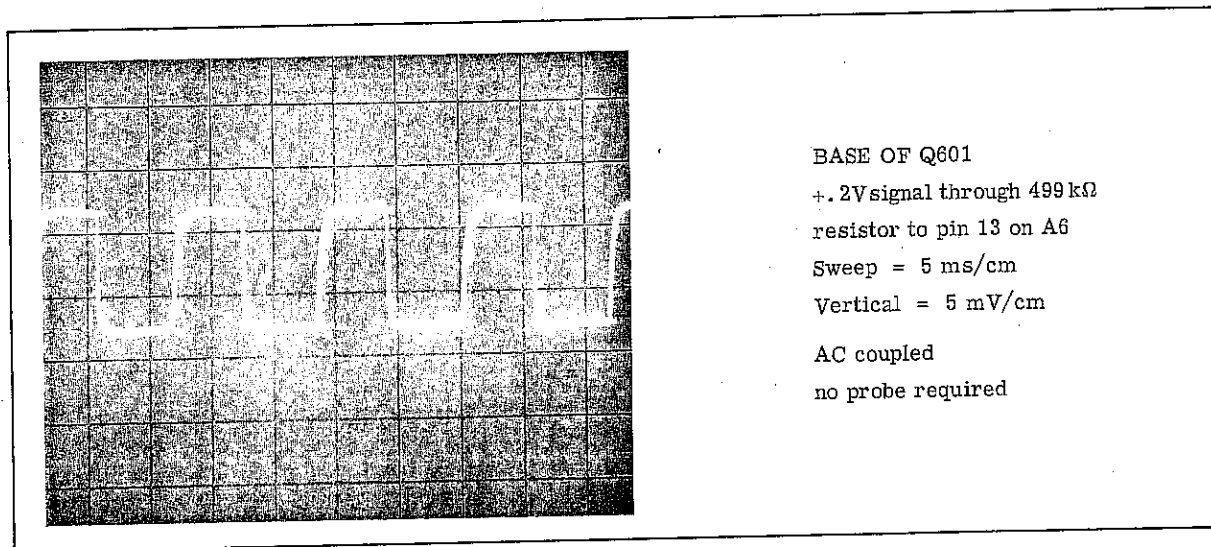 BASE OF Q601
+.2V signal through 499 kΩ
resistor to pin 13 on A6
Sweep = 5 ms/cm
Vertical = 5 mV/cm
AC coupled
no probe required